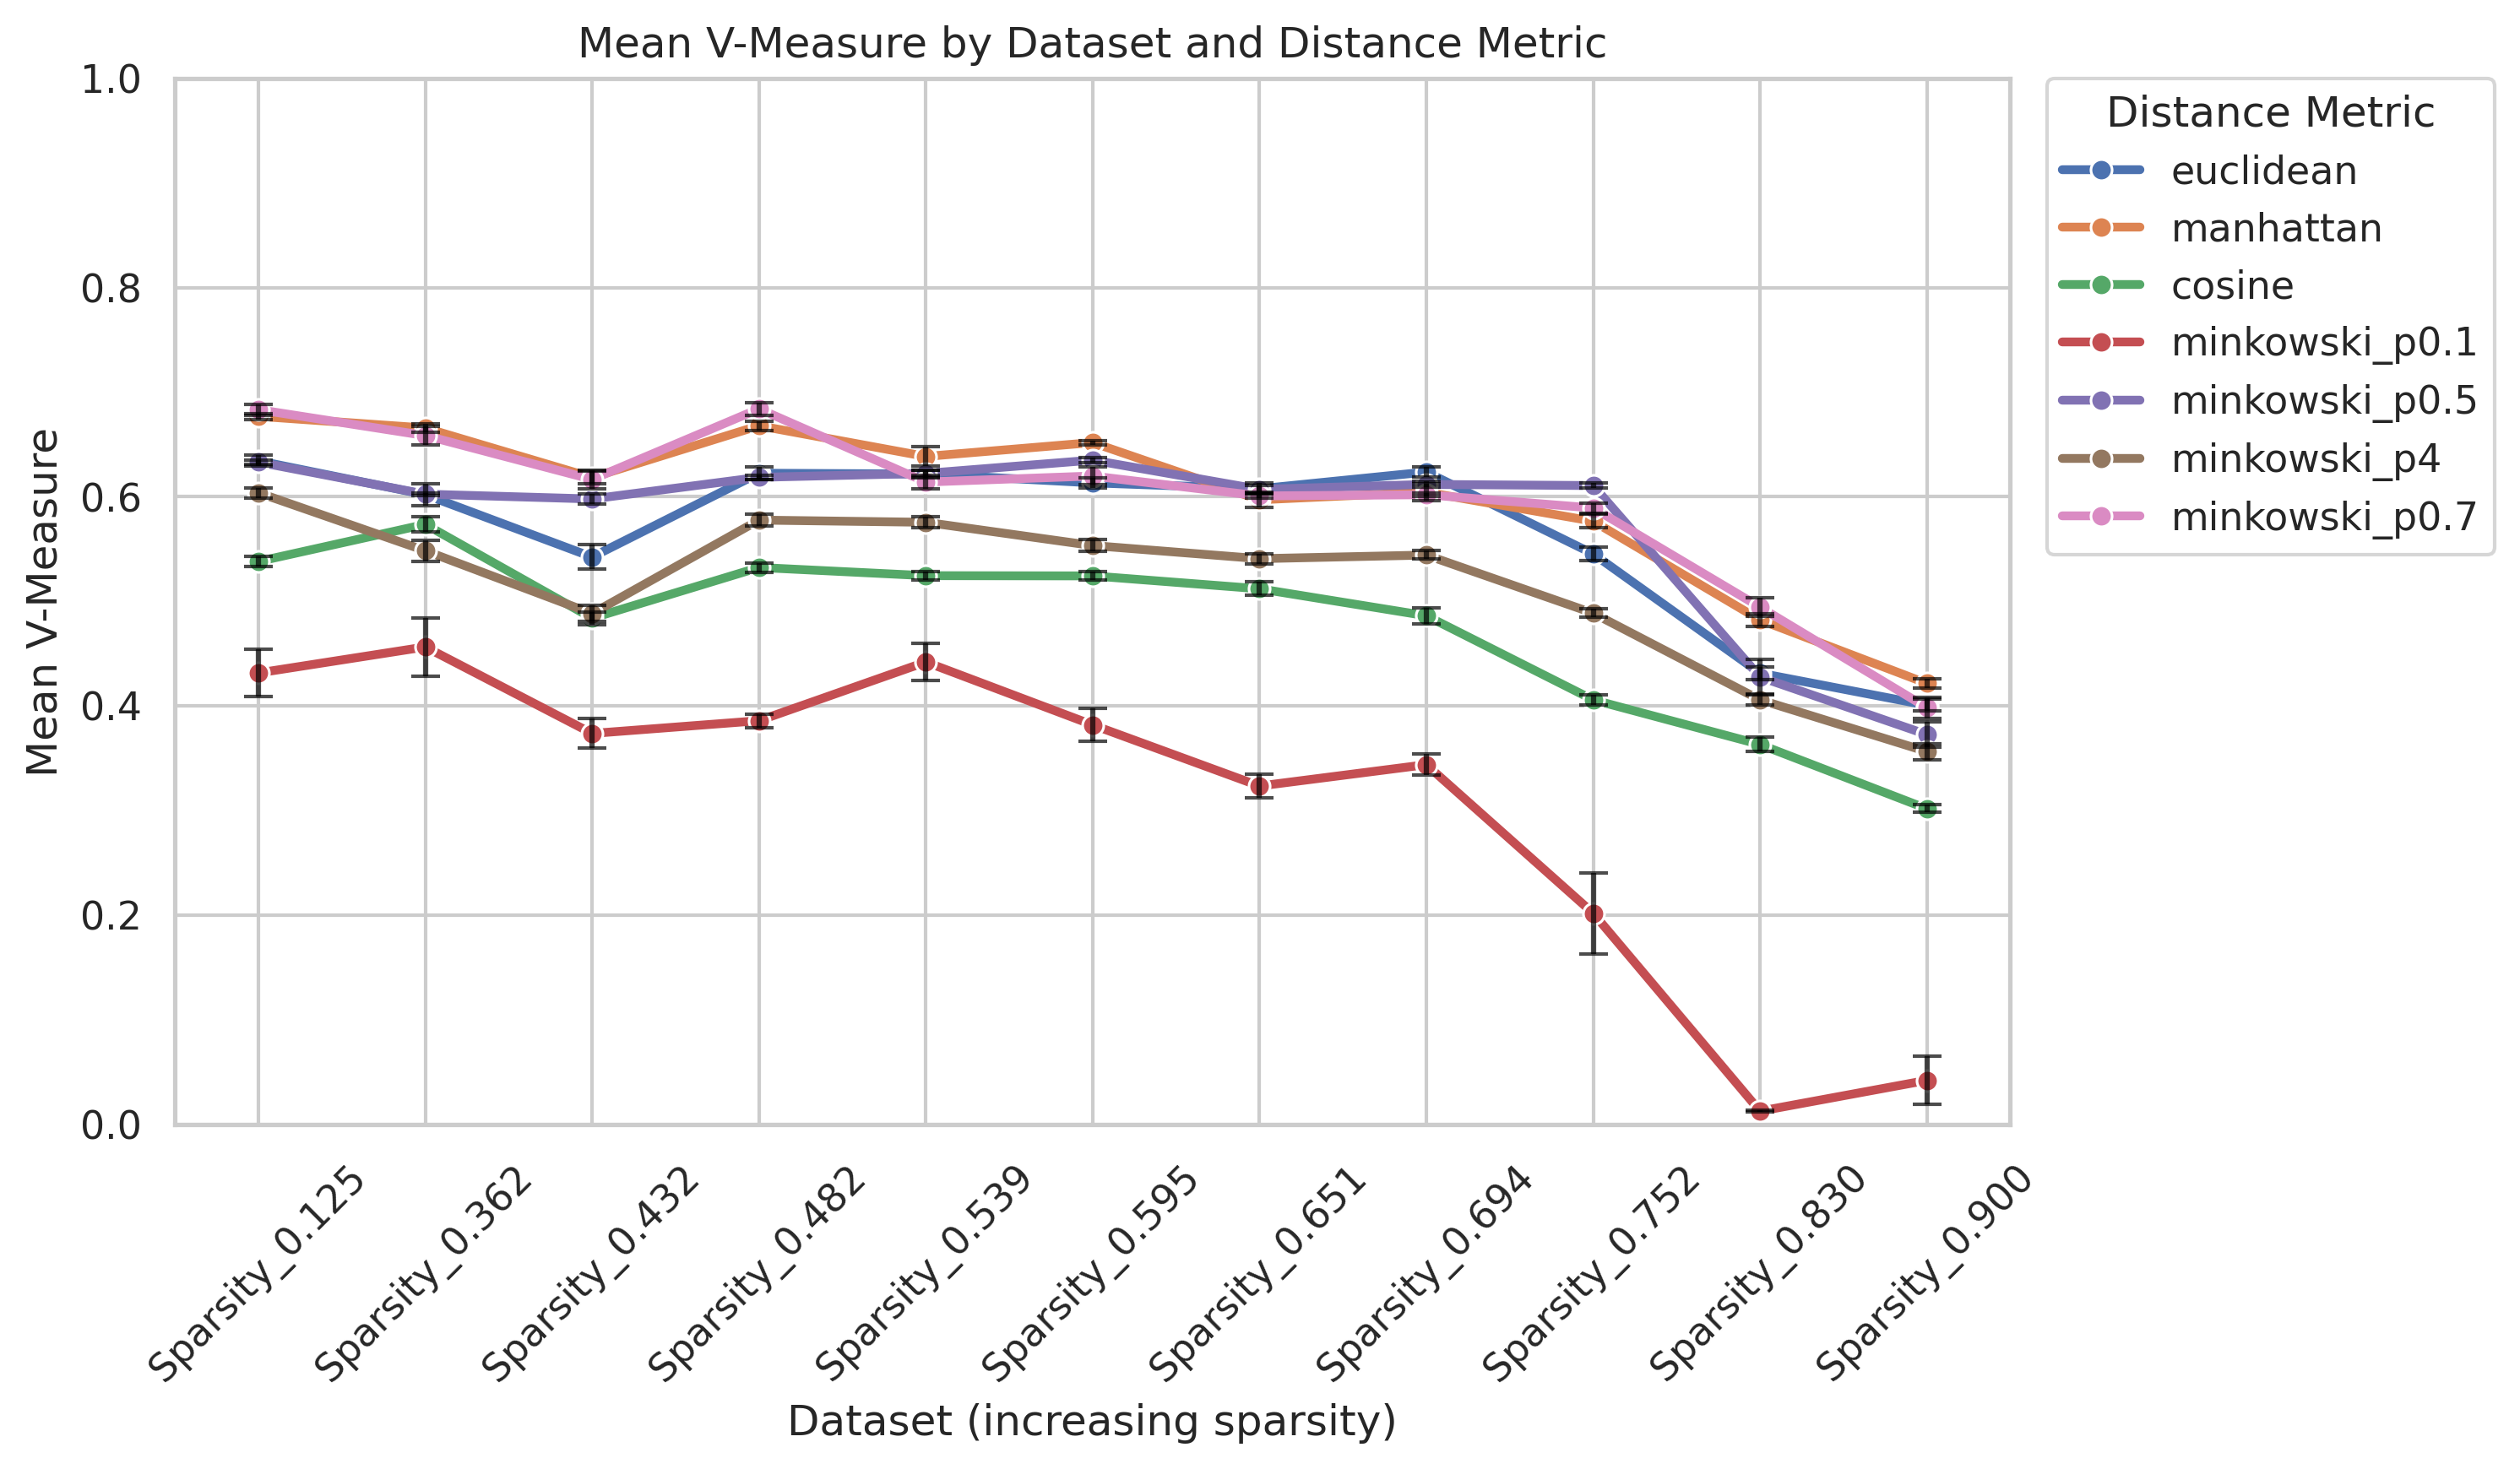 Mean V-Measure by Dataset and Distance Metric
1.0
0.8
0.6
0.4
0.2
0.0
Mean V-Measure
Sparsity_0.125
Sparsity_0.362
Sparsity_0.432
Sparsity_0.482
Sparsity_0.539
Sparsity_0.595
Sparsity_0.651
Sparsity_0.694
Sparsity_0.752
Sparsity_0.830
Sparsity_0.900
Dataset (increasing sparsity)
Distance Metric
euclidean
manhattan
cosine
minkowski_p0.1
minkowski_p0.5
minkowski_p4
minkowski_p0.7